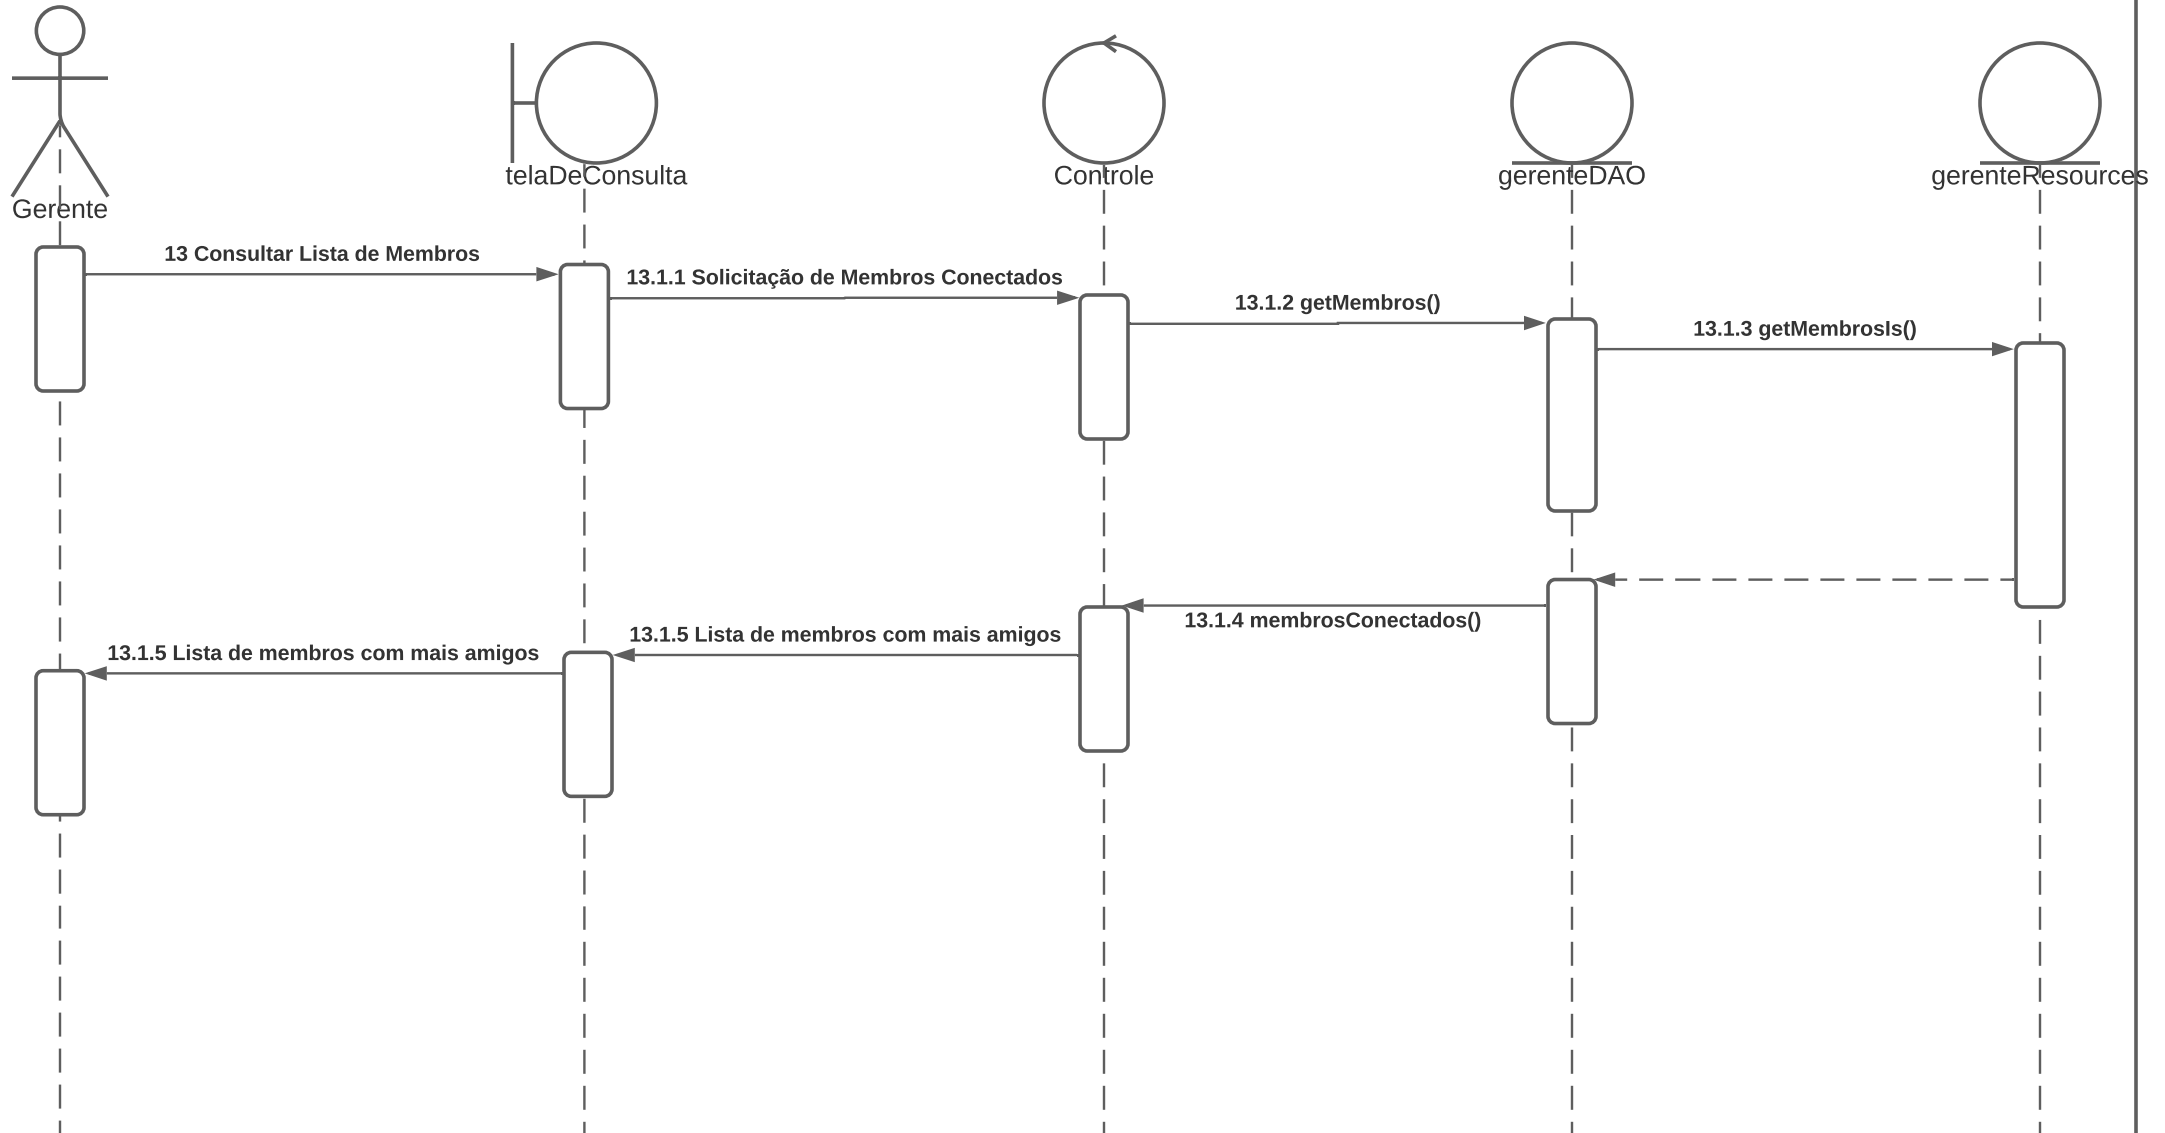 telaDeConsulta
Controle
gerenteDAO
gerenteResources
Gerente
13 Consultar Lista de Membros
13.1.1 Solicitação de Membros Conectados
13.1.2 getMembros()
13.1.3 getMembrosIs()
13.1.4 membrosConectados()
13.1.5 Lista de membros com mais amigos
13.1.5 Lista de membros com mais amigos